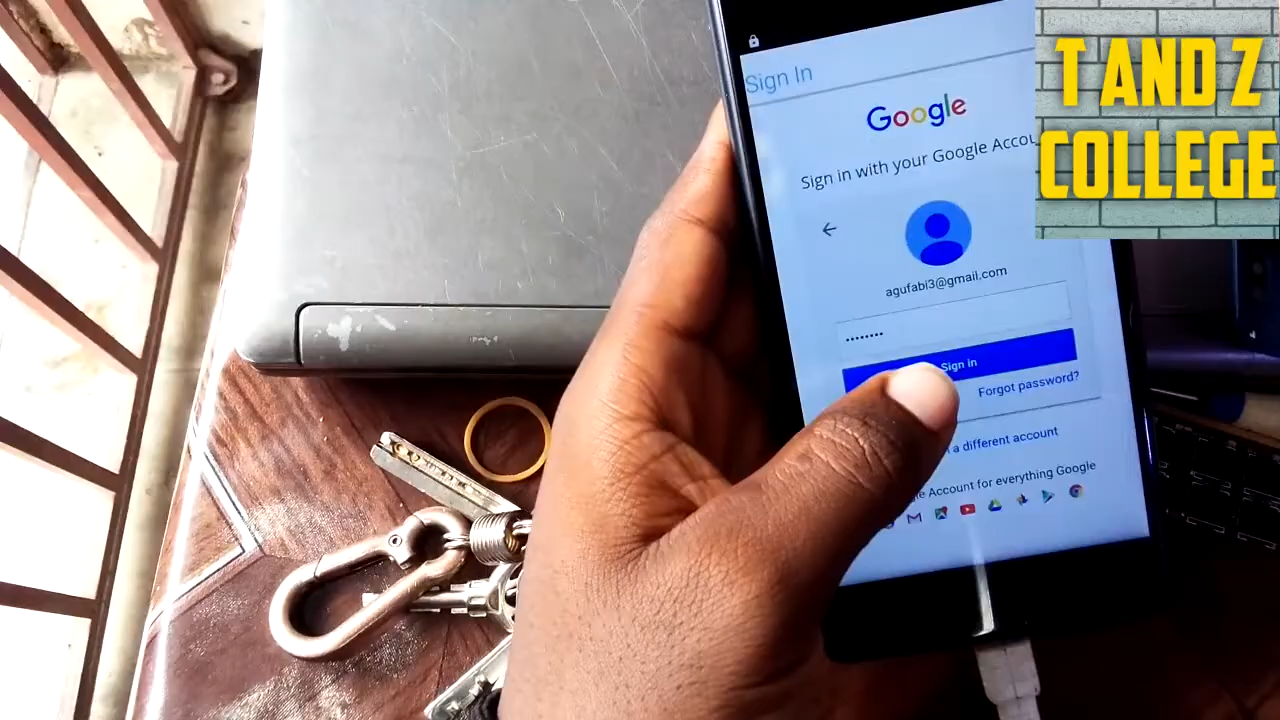 Sign In
Google
Sign in with your Google Accou
agufabi3@gmail.com
••••••••
Sign in
Forgot password?
a different account
Account for everything Google
T AND Z
COLLEGE